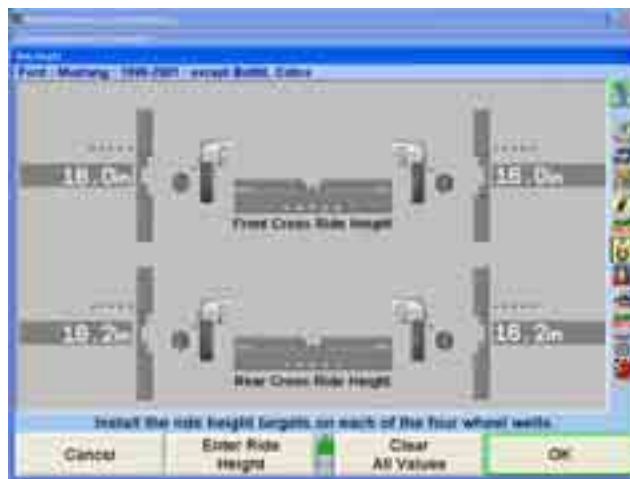 Ford : Mustang : 1999-2001 : except Bullitt, Cobra
16.0in
16.0in
Front Cross Ride Height
16.2in
16.2in
Rear Cross Ride Height
Install the ride height targets on each of the four wheel wells.
Cancel
Enter Ride
Height
Clear
All Values
OK